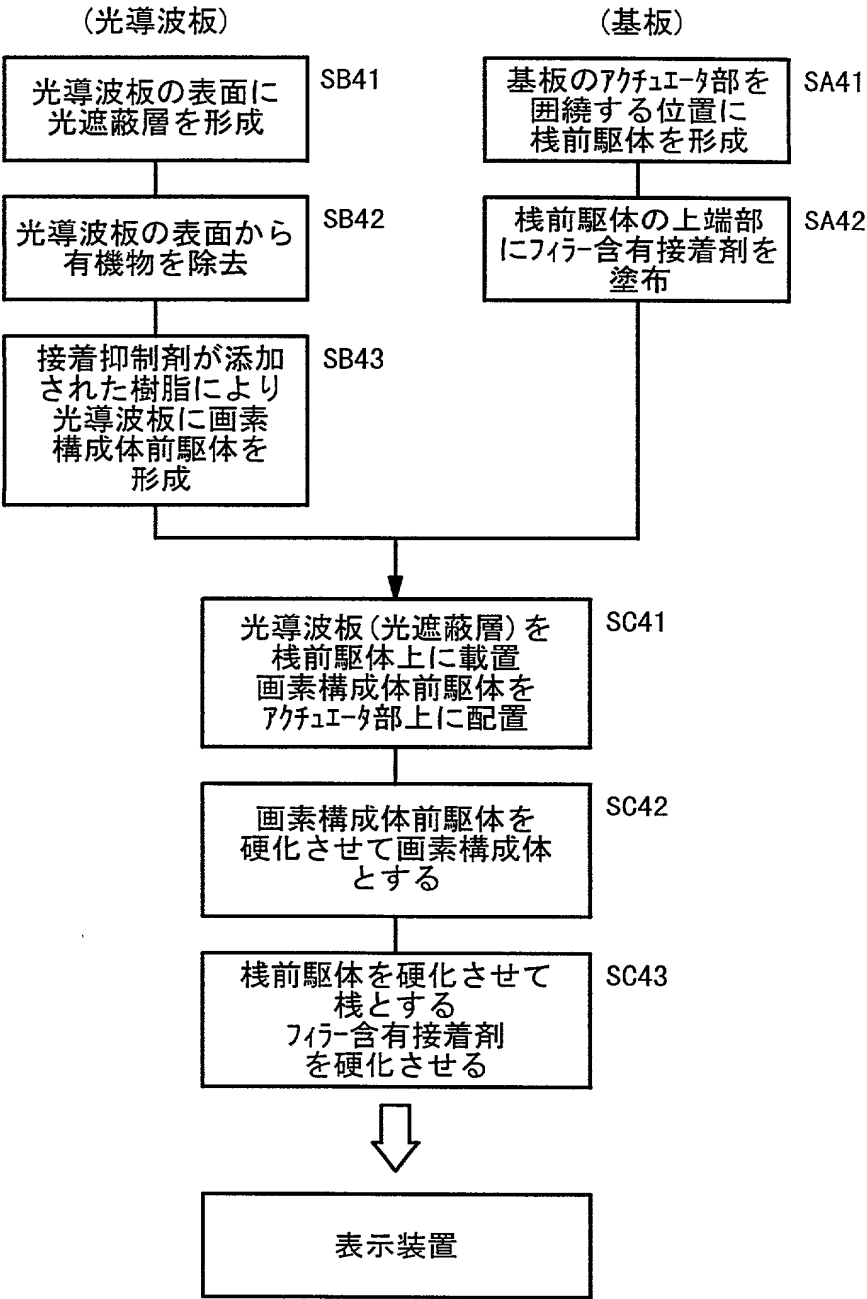 (光導波板)
光導波板の表面に
光遮蔽層を形成
SB41
光導波板の表面から
有機物を除去
SB42
接着抑制剤が添加
された樹脂により
光導波板に画素
構成体前駆体を
形成
SB43
(基板)
基板のｱｸﾁｭｴｰﾀ部を
囲繞する位置に
桟前駆体を形成
SA41
桟前駆体の上端部
にﾌｨﾗｰ含有接着剤を
塗布
SA42
光導波板(光遮蔽層)を
桟前駆体上に載置
画素構成体前駆体を
ｱｸﾁｭｴｰﾀ部上に配置
SC41
画素構成体前駆体を
硬化させて画素構成体
とする
SC42
桟前駆体を硬化させて
桟とする
ﾌｨﾗｰ含有接着剤
を硬化させる
SC43
表示装置